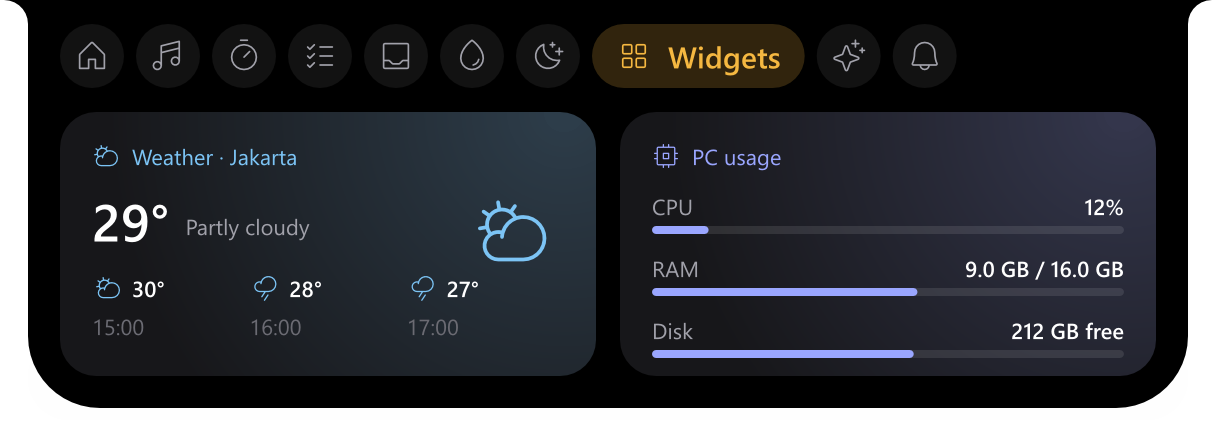 Widgets
Weather · Jakarta
29° Partly cloudy
30° 28° 27°
15:00 16:00 17:00
PC usage
CPU 12%
RAM 9.0 GB / 16.0 GB
Disk 212 GB free